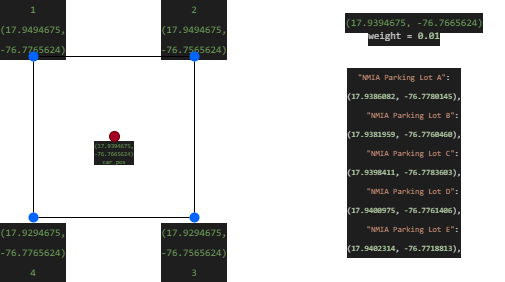 1
(17.9494675,
-76.7765624)
2
(17.9494675,
-76.7565624)
(17.9394675,
-76.7665624)
car pos
(17.9294675,
-76.7765624)
4
(17.9294675,
-76.7565624)
3
(17.9394675, -76.7665624)
weight = 0.01
"NMIA Parking Lot A":
(17.9386082, -76.7780145),
"NMIA Parking Lot B":
(17.9381959, -76.7760460),
"NMIA Parking Lot C":
(17.9398411, -76.7783603),
"NMIA Parking Lot D":
(17.9400975, -76.7761406),
"NMIA Parking Lot E":
(17.9402314, -76.7718813),